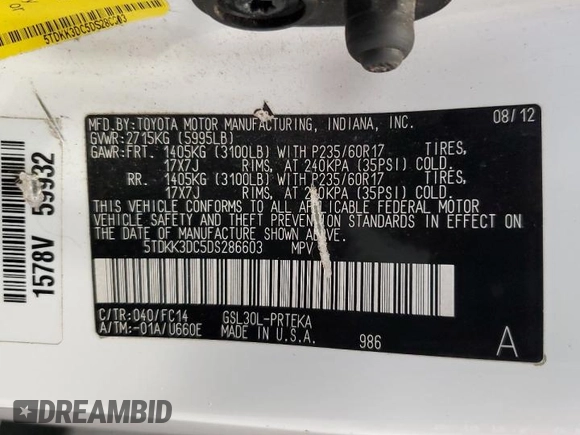 5TDKK3DC5DS28
1578V 59932
MFD.BY:TOYOTA MOTOR MANUFACTURING, INDIANA, INC. 08/12
GVWR:2715KG (5995LB)
GAWR:FRT. 1405KG (3100LB) WITH P235/60R17 TIRES,
17X7J RIMS, AT 240KPA (35PSI) COLD.
RR. 1405KG (3100LB) WITH P235/60R17 TIRES,
17X7J RIMS, AT 240KPA (35PSI) COLD.
THIS VEHICLE CONFORMS TO ALL APPLICABLE FEDERAL MOTOR
VEHICLE SAFETY AND THEFT PREVENTION STANDARDS IN EFFECT ON
THE DATE OF MANUFACTURE SHOWN ABOVE.
5TDKK3DC5DS286603 MPV
C/TR:040/FC14 GSL30L-PRTEKA
A/TM:-01A/U660E MADE IN U.S.A. 986 A
DREAMBID